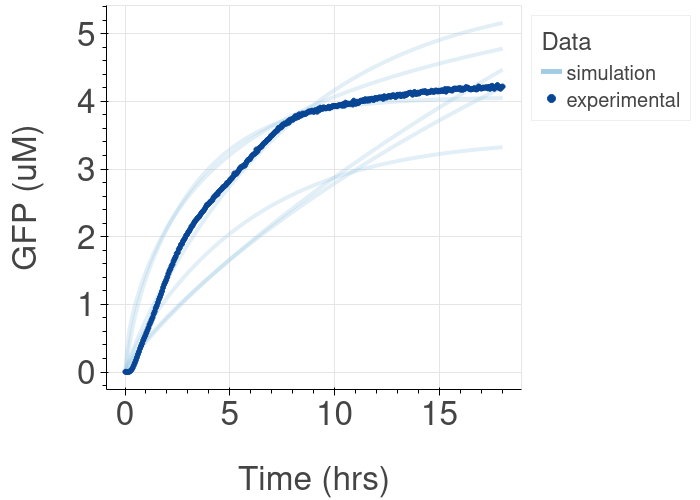 GFP (uM)
5
4
3
2
1
0
0 5 10 15
Time (hrs)
Data
simulation
experimental